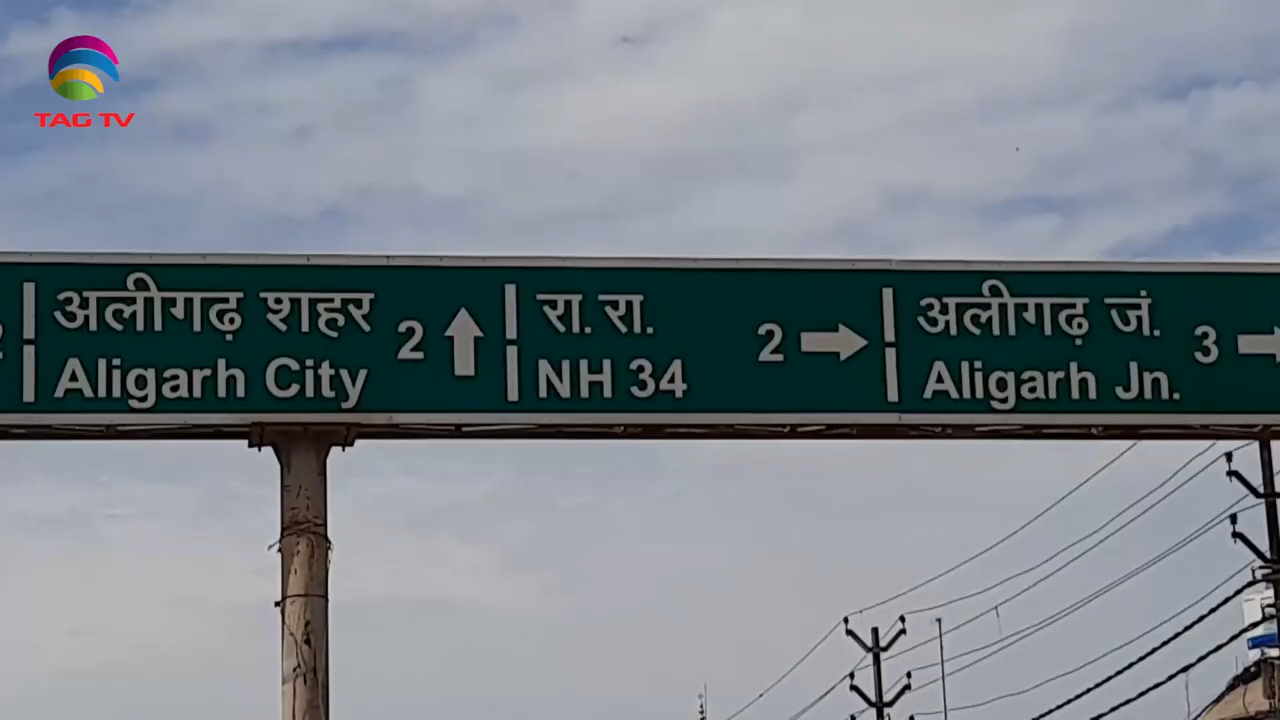 TAG TV
अलीगढ़ शहर
Aligarh City
2
रा. रा.
NH 34
2
अलीगढ़ जं.
Aligarh Jn.
3